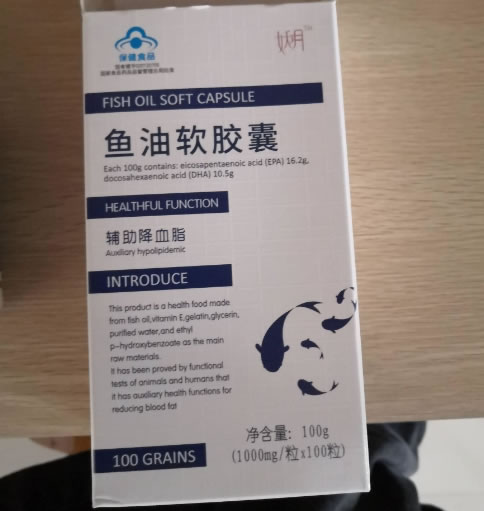 保健食品
妖月™
FISH OIL SOFT CAPSULE
鱼油软胶囊
Each 100g contains: eicosapentaenoic acid (EPA) 16.2g,
docosahexaenoic acid (DHA) 10.5g
HEALTHFUL FUNCTION
辅助降血脂
Auxiliary hypolipidemic
INTRODUCE
This product is a health food made
from fish oil,vitamin E,gelatin,glycerin,
purified water,and ethyl
p-hydroxybenzoate as the main
raw materials.
It has been proved by functional
tests of animals and humans that
it has auxiliary health functions for
reducing blood fat
净含量: 100g
(1000mg/粒x100粒)
100 GRAINS